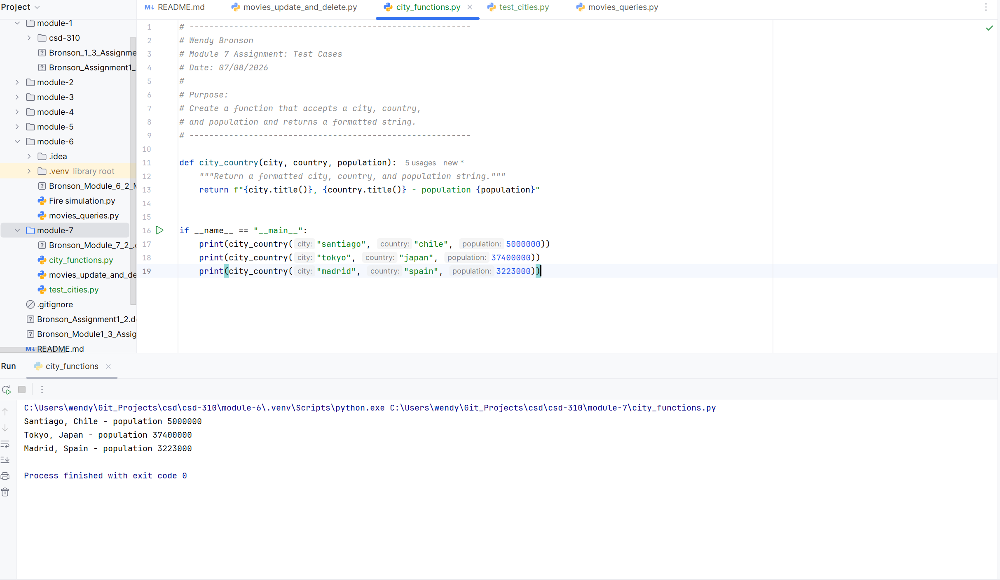 Project
README.md
movies_update_and_delete.py
city_functions.py
test_cities.py
movies_queries.py
module-1
csd-310
Bronson_1_3_Assignme
Bronson_Assignment1_
module-2
module-3
module-4
module-5
module-6
.idea
.venv library root
Bronson_Module_6_2_M
Fire simulation.py
movies_queries.py
module-7
Bronson_Module_7_2_.
city_functions.py
movies_update_and_de
test_cities.py
.gitignore
Bronson_Assignment1_2.d
Bronson_Module1_3_Assig
README.md
1 # ---------------------------------------------------------
2 # Wendy Bronson
3 # Module 7 Assignment: Test Cases
4 # Date: 07/08/2026
5 #
6 # Purpose:
7 # Create a function that accepts a city, country,
8 # and population and returns a formatted string.
9 # ---------------------------------------------------------
10
11 def city_country(city, country, population): 5 usages new *
12     """Return a formatted city, country, and population string."""
13     return f"{city.title()}, {country.title()} - population {population}"
14
15
16 if __name__ == "__main__":
17     print(city_country( city: "santiago", country: "chile", population: 5000000))
18     print(city_country( city: "tokyo", country: "japan", population: 37400000))
19     print(city_country( city: "madrid", country: "spain", population: 3223000))
Run city_functions
C:\Users\wendy\Git_Projects\csd\csd-310\module-6\.venv\Scripts\python.exe C:\Users\wendy\Git_Projects\csd\csd-310\module-7\city_functions.py
Santiago, Chile - population 5000000
Tokyo, Japan - population 37400000
Madrid, Spain - population 3223000
Process finished with exit code 0